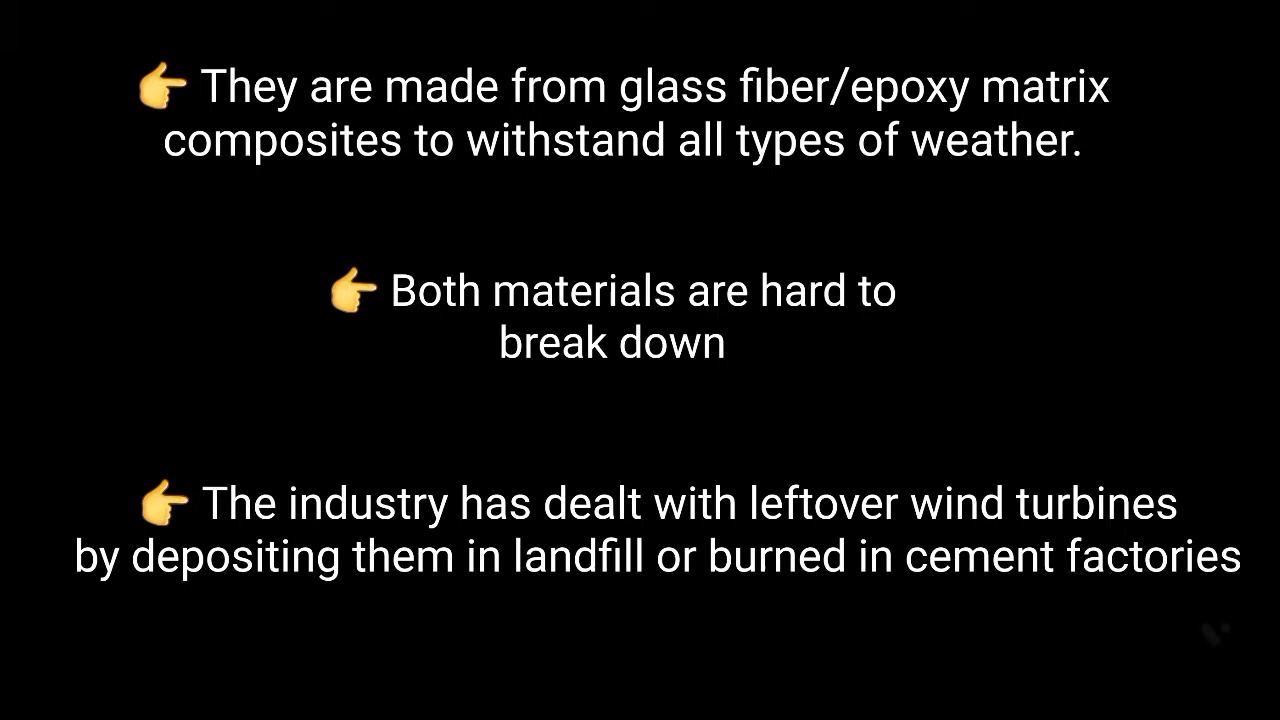 👉 They are made from glass fiber/epoxy matrix
composites to withstand all types of weather.
👉 Both materials are hard to
break down
👉 The industry has dealt with leftover wind turbines
by depositing them in landfill or burned in cement factories